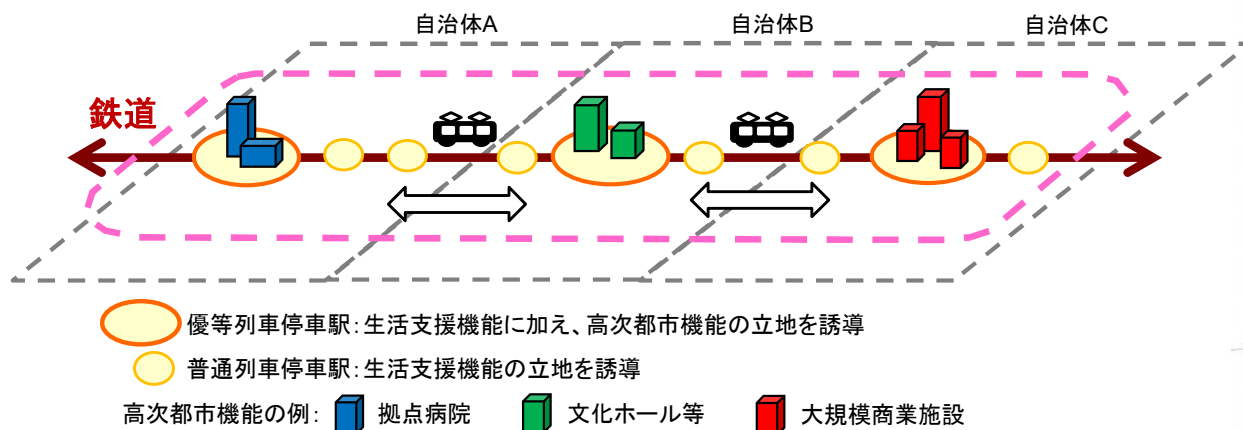 自治体A
自治体B
自治体C
鉄道
優等列車停車駅:生活支援機能に加え、高次都市機能の立地を誘導
普通列車停車駅:生活支援機能の立地を誘導
高次都市機能の例: 拠点病院 文化ホール等 大規模商業施設